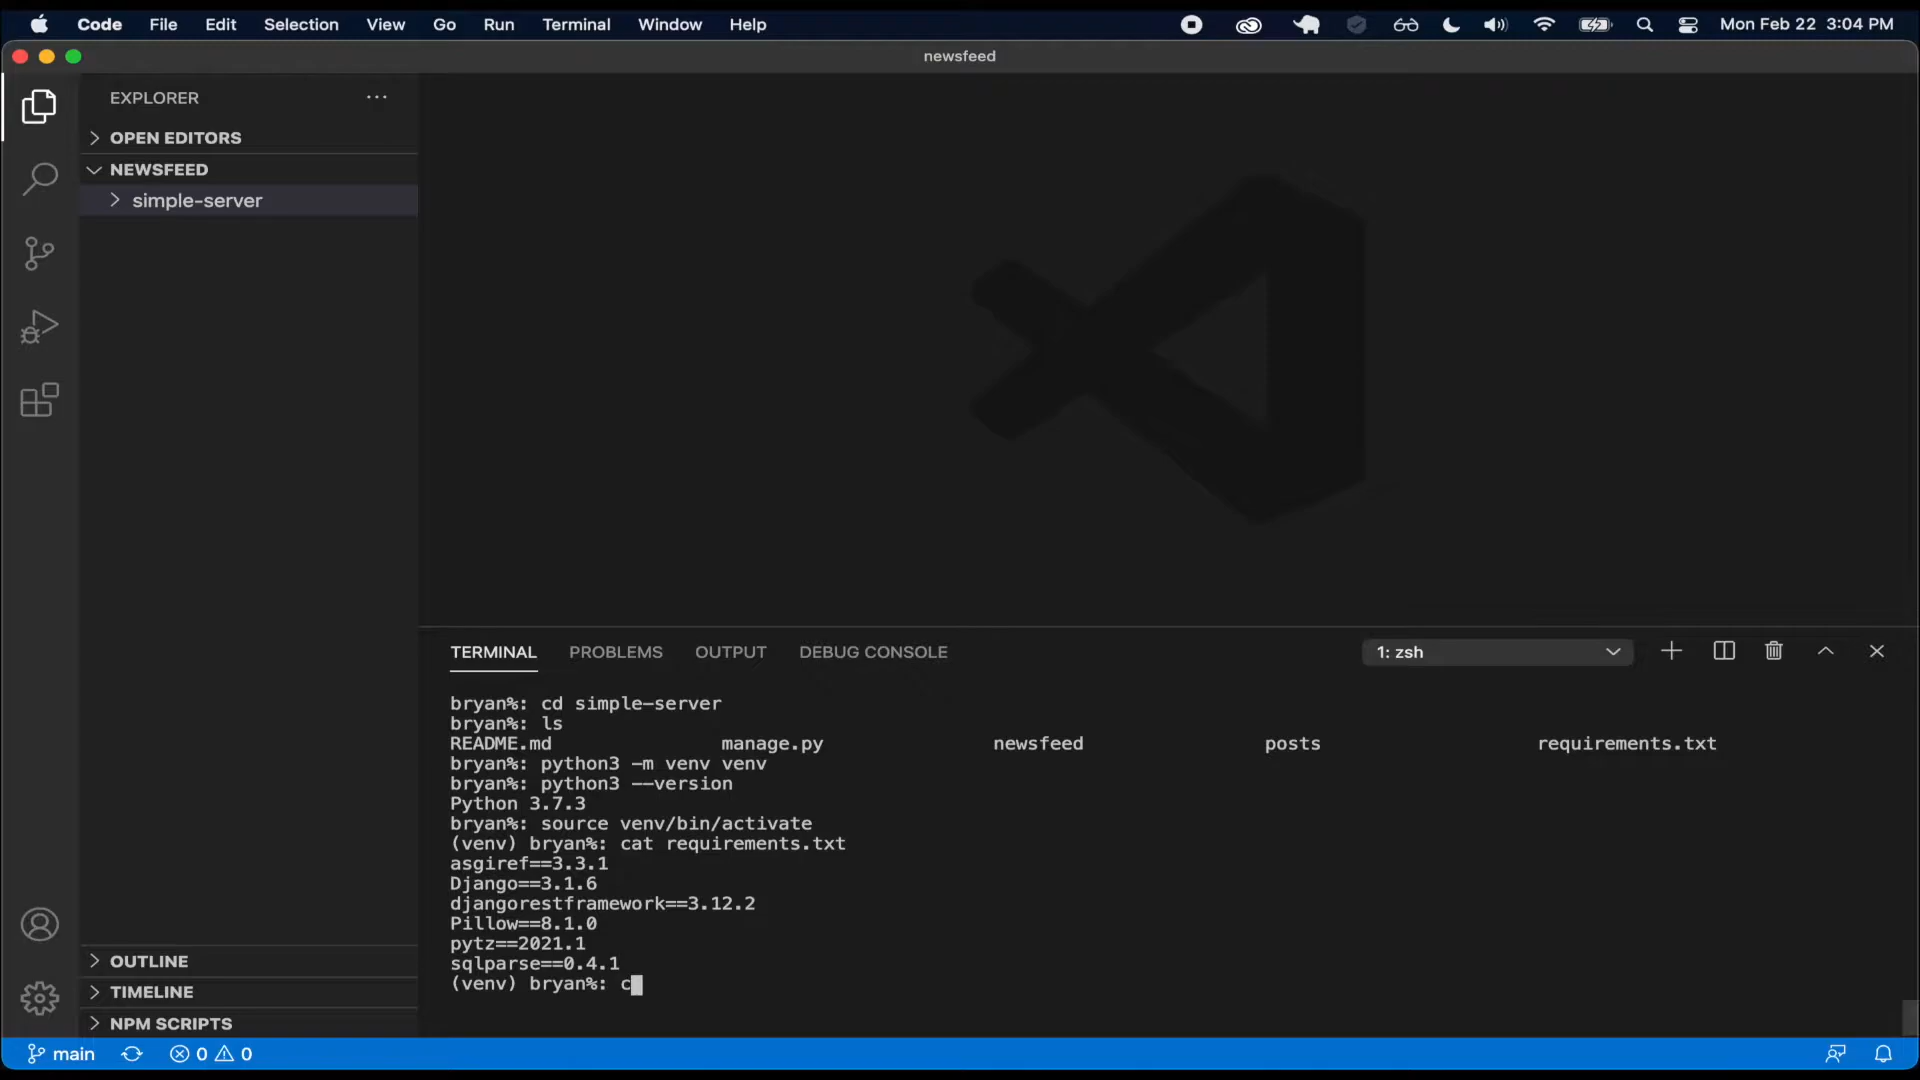 Code File Edit Selection View Go Run Terminal Window Help Mon Feb 22 3:04 PM
newsfeed
EXPLORER
OPEN EDITORS
NEWSFEED
simple-server
OUTLINE
TIMELINE
NPM SCRIPTS
TERMINAL PROBLEMS OUTPUT DEBUG CONSOLE 1: zsh
bryan%: cd simple-server
bryan%: ls
README.md manage.py newsfeed posts requirements.txt
bryan%: python3 -m venv venv
bryan%: python3 --version
Python 3.7.3
bryan%: source venv/bin/activate
(venv) bryan%: cat requirements.txt
asgiref==3.3.1
Django==3.1.6
djangorestframework==3.12.2
Pillow==8.1.0
pytz==2021.1
sqlparse==0.4.1
(venv) bryan%: c
main 0 0